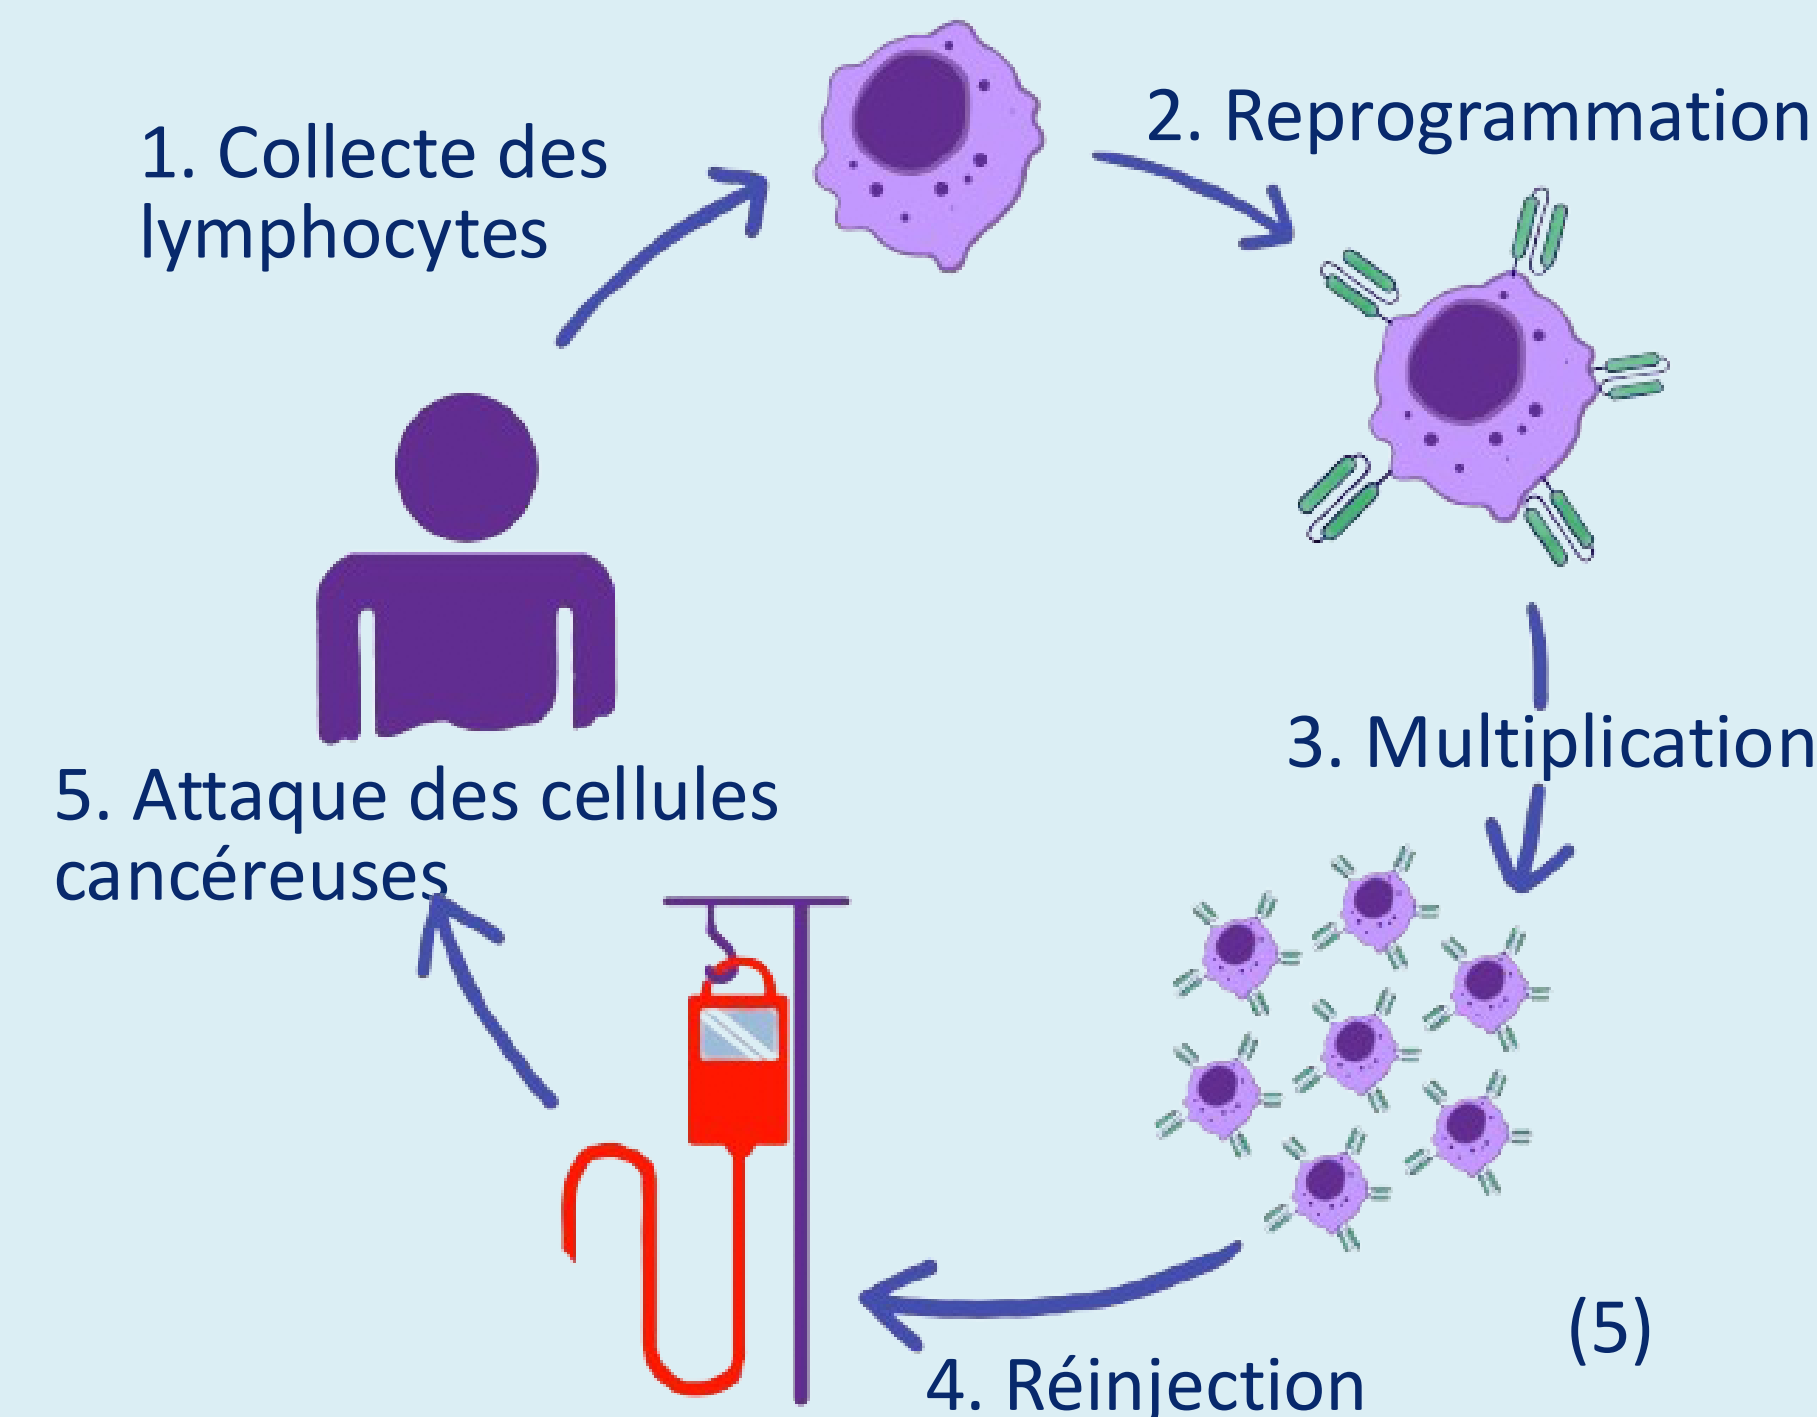 1. Collecte des
lymphocytes
2. Reprogrammation
3. Multiplication
4. Réinjection
5. Attaque des cellules
cancéreuses
(5)